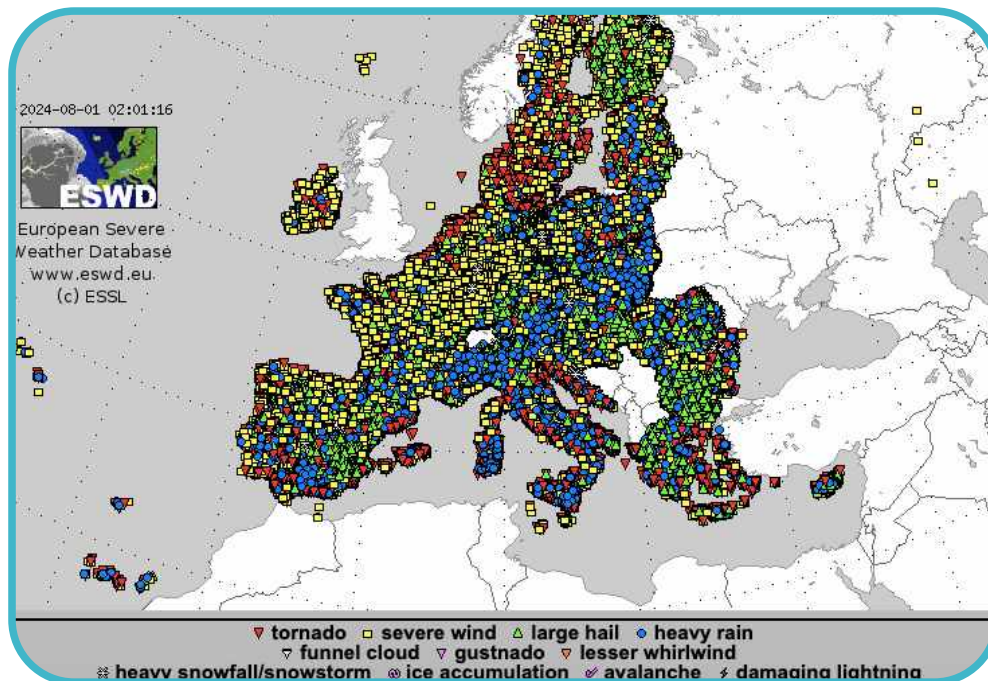 2024-08-01 02:01:16
ESWD
European Severe
Weather Database
www.eswd.eu
(c) ESSL
tornado severe wind large hail heavy rain
funnel cloud gustnado lesser whirlwind
heavy snowfall/snowstorm ice accumulation avalanche damaging lightning